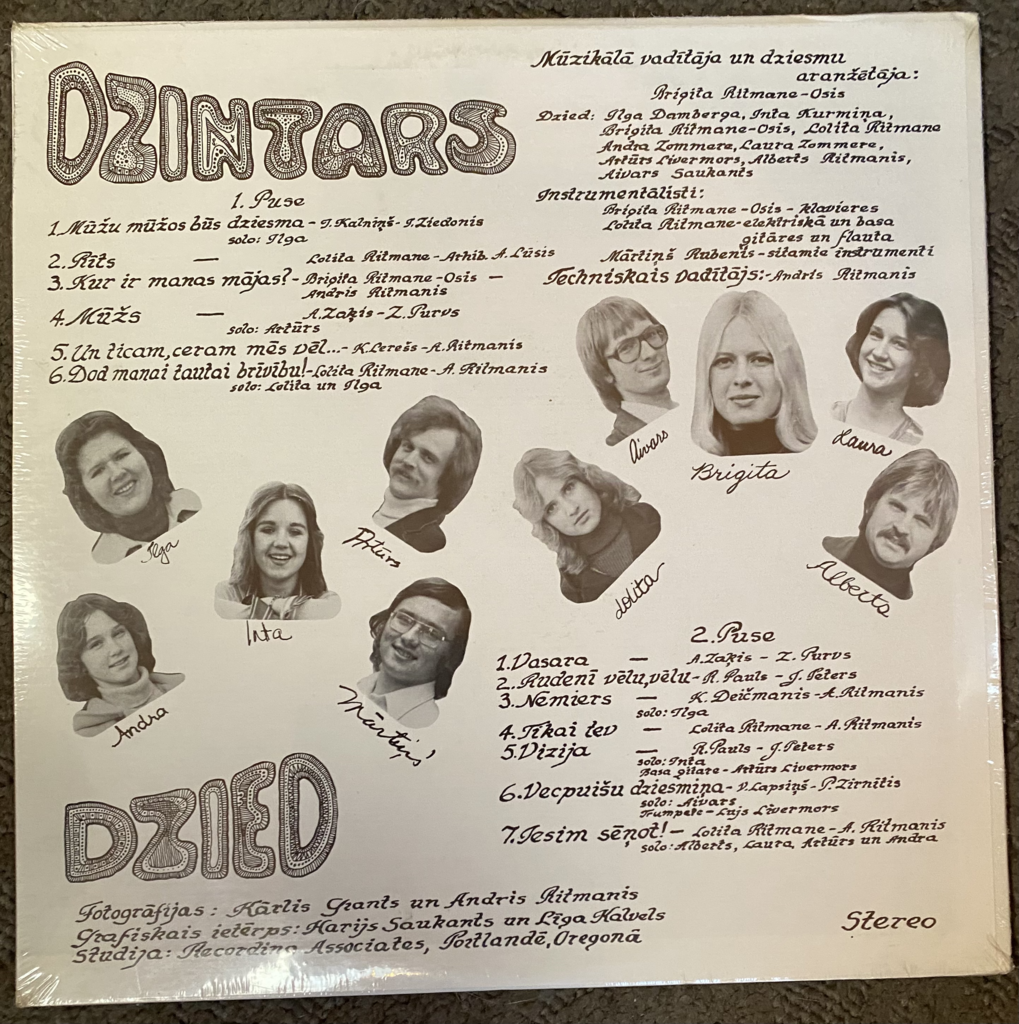 DZINTARS
1. Puse
1. Mūžu mūžos būs dziesma - J. Kalniņš - J. Ziedonis
solo: Ilga
2. Rīts — Lolita Ritmane - Arhib. A. Lūsis
3. Kur ir manas mājas? - Brigita Ritmane-Osis —
Andris Ritmanis
4. Mūžs — A. Zaķis - Z. Purvs
solo: Artūrs
5. Un ticam, ceram mēs vēl... - K. Lerešs - A. Ritmanis
6. Dod manai tautai brīvību! - Lolita Ritmane - A. Ritmanis
solo: Lolita un Ilga
Mūzikālā vadītāja un dziesmu
aranžētāja:
Brigita Ritmane-Osis
Dzied: Ilga Damberga, Inta Kurmiņa,
Brigita Ritmane-Osis, Lolita Ritmane
Andra Zommere, Laura Zommere,
Artūrs Livermors, Alberts Ritmanis,
Aivars Saukants
Instrumentālisti:
Brigita Ritmane-Osis - klavieres
Lolita Ritmane - elektriskā un basa
gitāres un flauta
Mārtiņš Rubenis - sitamie instrumenti
Techniskais vadītājs: - Andris Ritmanis
Aivars
Brigita
Laura
Lolita
Alberts
Ilga
Inta
Artūrs
Andra
Mārtiņš
2. Puse
1. Vasara — A. Zaķis - Z. Purvs
2. Rudenī vēlu, vēlu - R. Pauls - J. Peters
3. Nemiers — K. Deičmanis - A. Ritmanis
solo: Ilga
4. Tikai tev — Lolita Ritmane - A. Ritmanis
5. Vīzija — R. Pauls - J. Peters
solo: Inta
Basa gitare - Artūrs Livermors
6. Vecpuišu dziesmiņa - V. Lapsiņš - P. Zirnītis
solo: Aivars
Trumpete - Lujs Livermors
7. Iesim sēņot! - Lolita Ritmane - A. Ritmanis
solo: Alberts, Laura, Artūrs un Andra
DZIED
Fotogrāfijas: Kārlis Grants un Andris Ritmanis
Grafiskais ietērps: Harijs Saukants un Līga Kalvels
Studija: Recording Associates, Portlandē, Oregonā
Stereo